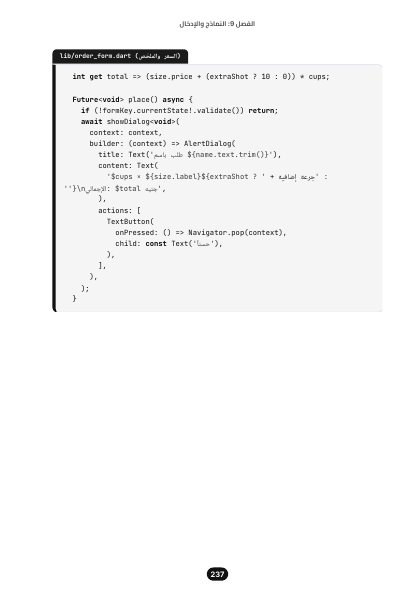 الفصل 9: النماذج والإدخال
lib/order_form.dart (السعر والملخص)
int get total => (size.price + (extraShot ? 10 : 0)) * cups;
Future<void> place() async {
if (!formKey.currentState!.validate()) return;
await showDialog<void>(
context: context,
builder: (context) => AlertDialog(
title: Text('طلب باسم ${name.text.trim()}'),
content: Text(
'$cups × ${size.label}${extraShot ? ' + جرعة إضافية' :
''}\nالإجمالي: $total جنيه',
),
actions: [
TextButton(
onPressed: () => Navigator.pop(context),
child: const Text('حسنًا'),
),
],
),
);
}
237